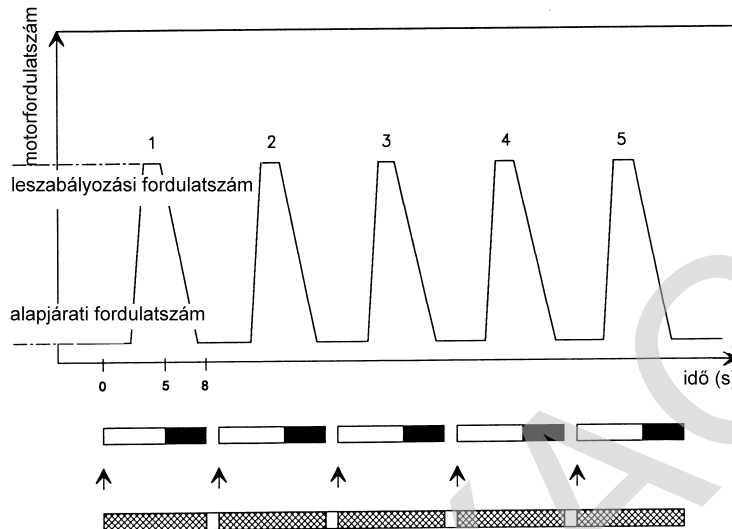 motorfordulatszám
1 2 3 4 5
leszabályozási fordulatszám
alapjárati fordulatszám
0 5 8
idő (s)